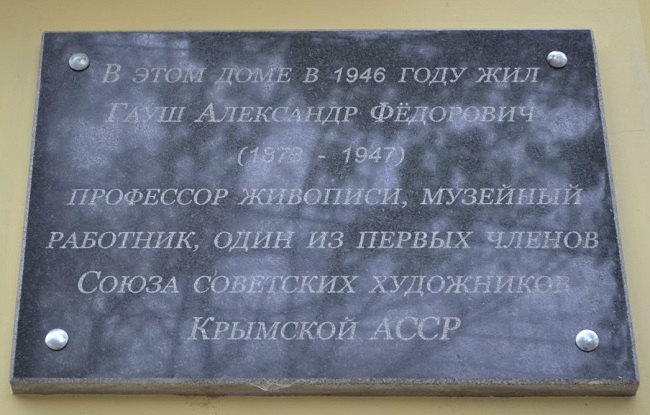 В ЭТОМ ДОМЕ В 1946 ГОДУ ЖИЛ
ГАУШ АЛЕКСАНДР ФЁДОРОВИЧ
(1873 - 1947)
ПРОФЕССОР ЖИВОПИСИ, МУЗЕЙНЫЙ
РАБОТНИК, ОДИН ИЗ ПЕРВЫХ ЧЛЕНОВ
СОЮЗА СОВЕТСКИХ ХУДОЖНИКОВ
КРЫМСКОЙ АССР